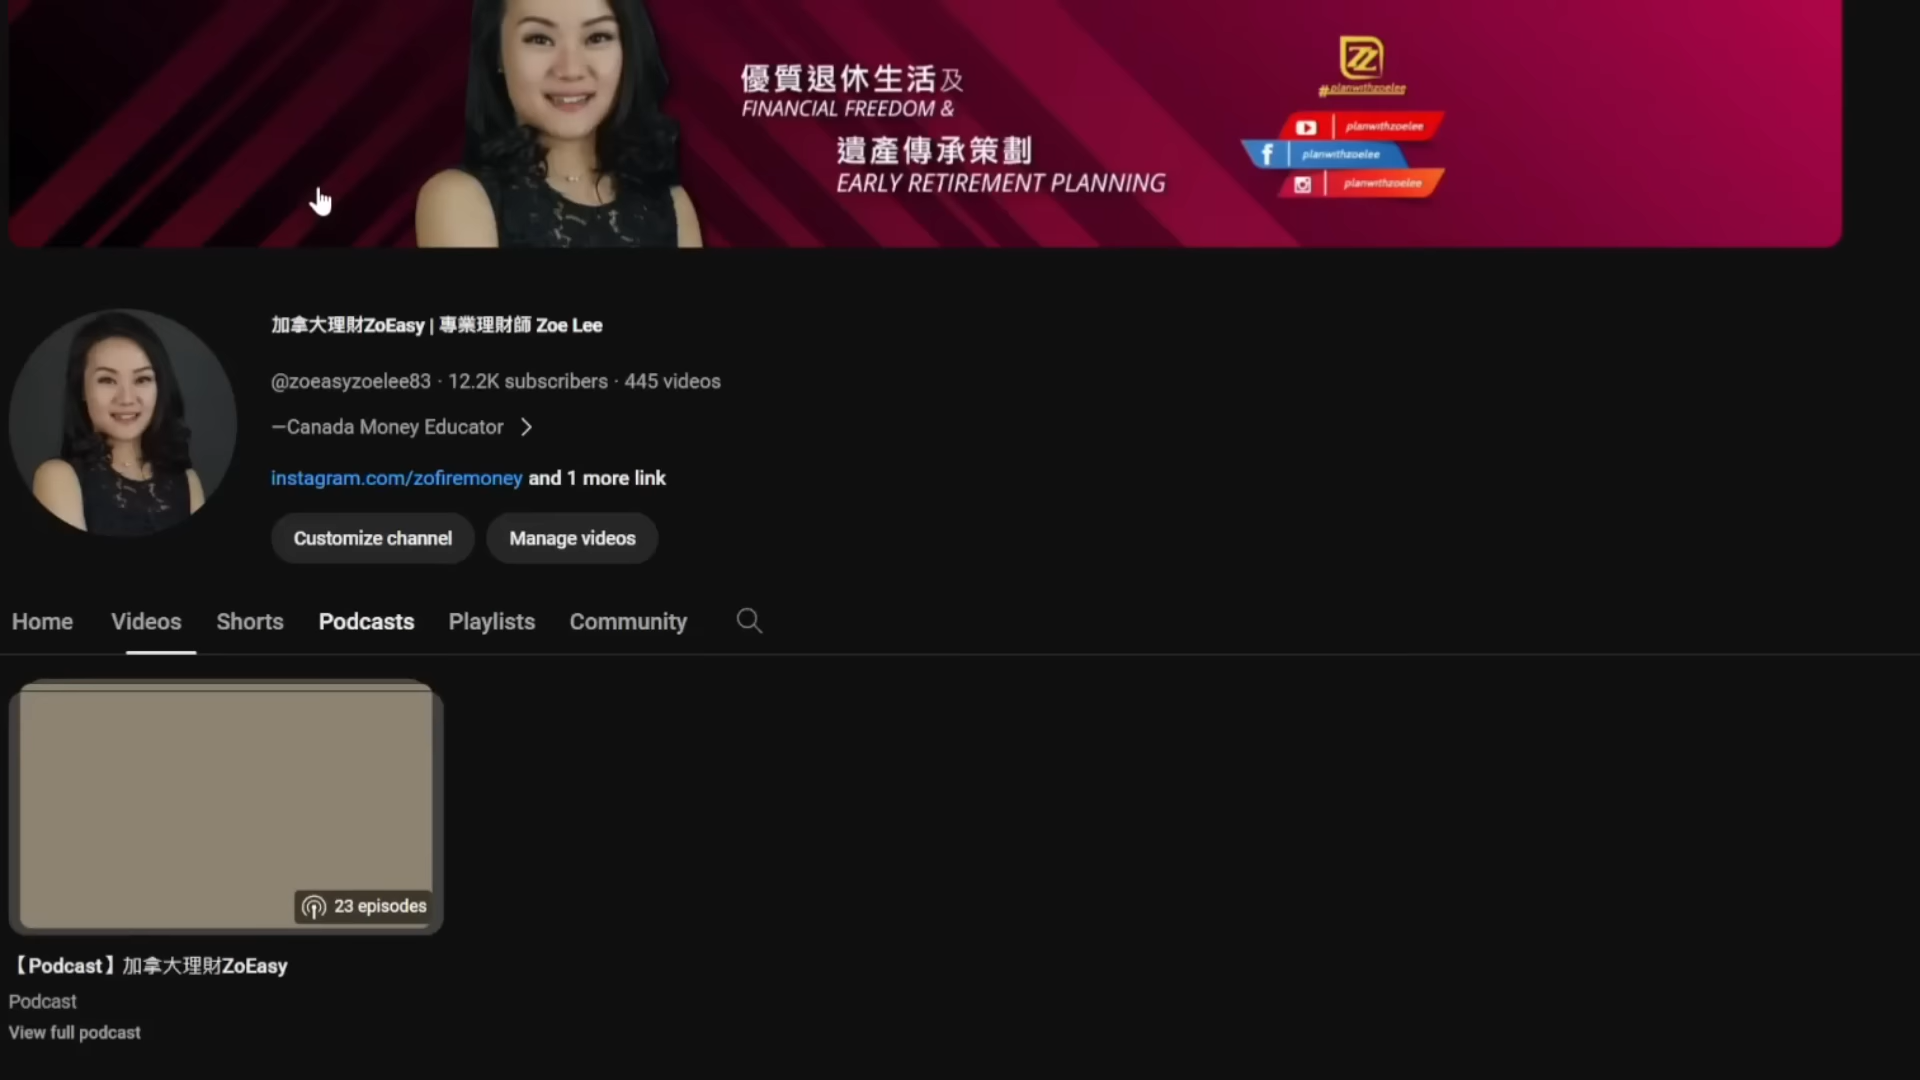 優質退休生活及
FINANCIAL FREEDOM &
遺產傳承策劃
EARLY RETIREMENT PLANNING
#planwithzoelee
planwithzoelee
planwithzoelee
planwithzoelee
加拿大理財ZoEasy | 專業理財師 Zoe Lee
@zoeasyzoelee83 · 12.2K subscribers · 445 videos
—Canada Money Educator
instagram.com/zofiremoney and 1 more link
Customize channel Manage videos
Home Videos Shorts Podcasts Playlists Community
23 episodes
【Podcast】加拿大理財ZoEasy
Podcast
View full podcast